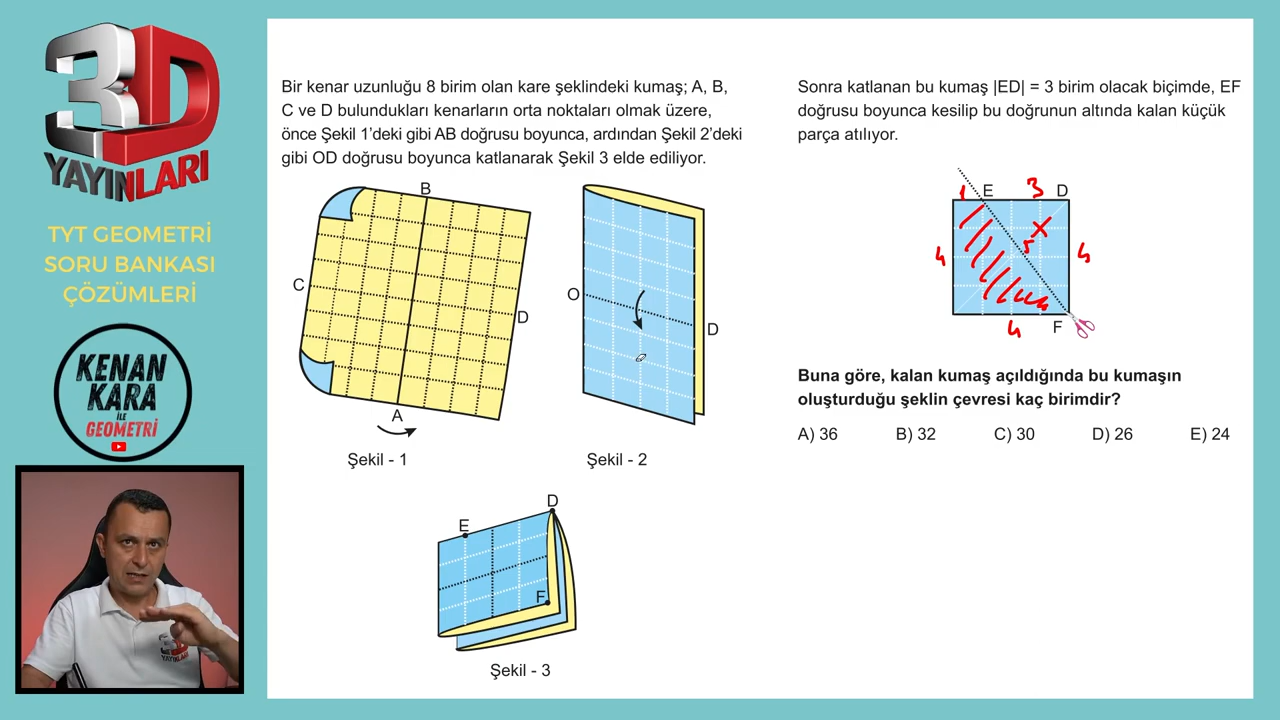 3D
YAYINLARI
TYT GEOMETRİ
SORU BANKASI
ÇÖZÜMLERİ
KENAN
KARA
İLE
GEOMETRİ
3D
YAYINLARI
Bir kenar uzunluğu 8 birim olan kare şeklindeki kumaş; A, B,
C ve D bulundukları kenarların orta noktaları olmak üzere,
önce Şekil 1'deki gibi AB doğrusu boyunca, ardından Şekil 2'deki
gibi OD doğrusu boyunca katlanarak Şekil 3 elde ediliyor.
B
C
D
A
Şekil - 1
O
D
Şekil - 2
D
E
F
Şekil - 3
Sonra katlanan bu kumaş |ED| = 3 birim olacak biçimde, EF
doğrusu boyunca kesilip bu doğrunun altında kalan küçük
parça atılıyor.
1 E 3 D
5
4 4
4 F
Buna göre, kalan kumaş açıldığında bu kumaşın
oluşturduğu şeklin çevresi kaç birimdir?
A) 36 B) 32 C) 30 D) 26 E) 24